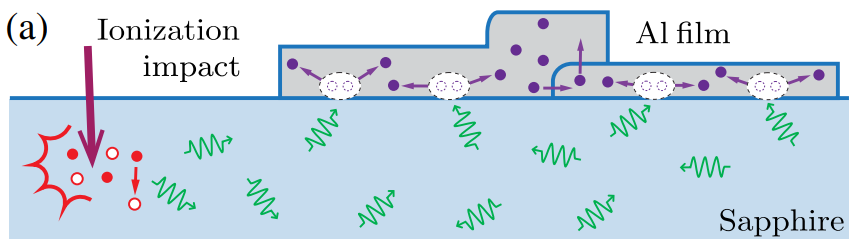 (a)
Ionization
impact
Al film
Sapphire